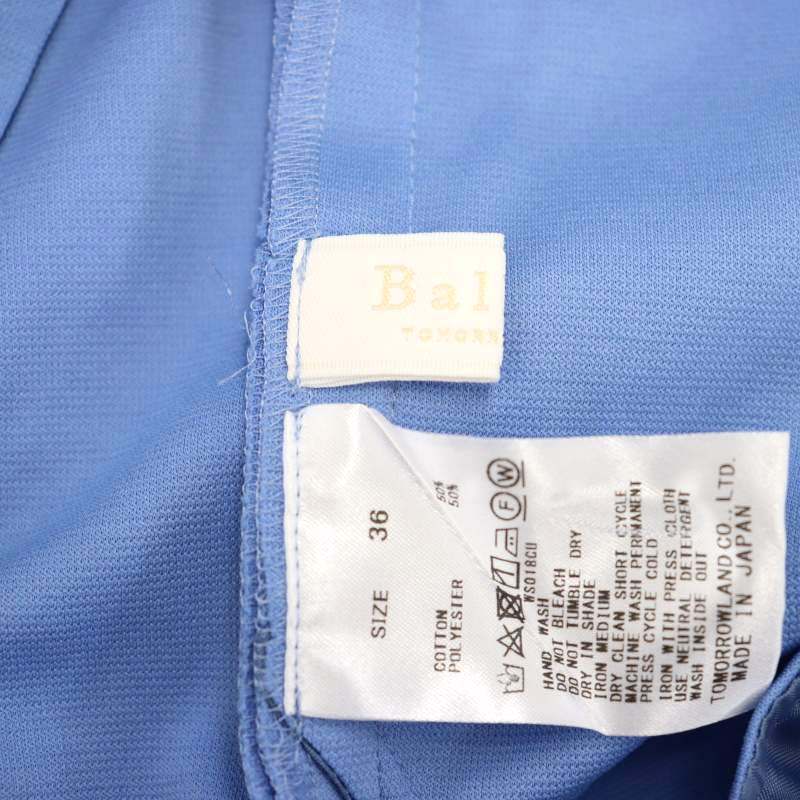 Bal
TOMORR
SIZE 36
COTTON 50%
POLYESTER 50%
WS018CU
HAND WASH
DO NOT BLEACH
DO NOT TUMBLE DRY
DRY IN SHADE
IRON MEDIUM
DRY CLEAN SHORT CYCLE
MACHINE WASH PERMANENT
PRESS CYCLE COLD
IRON WITH PRESS CLOTH
USE NEUTRAL DETERGENT
WASH INSIDE OUT
TOMORROWLAND CO., LTD.
MADE IN JAPAN